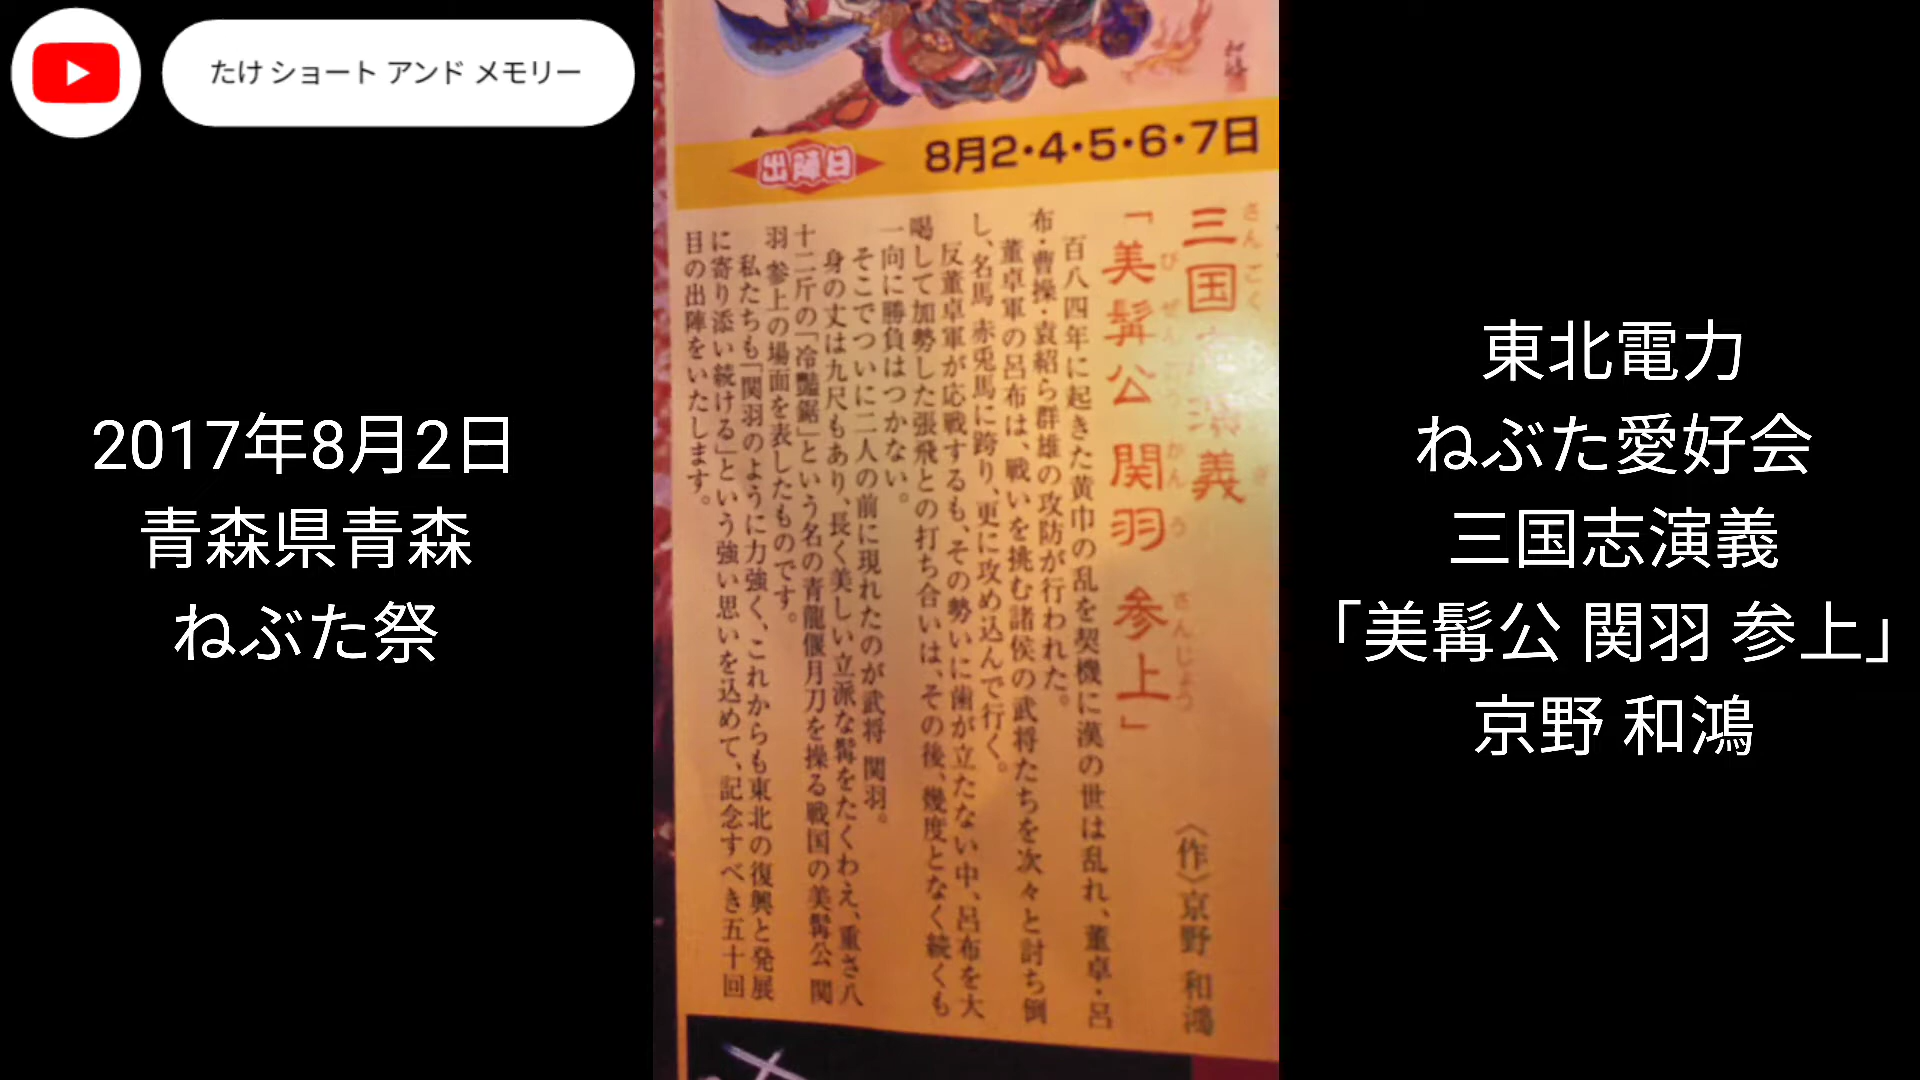 たけ ショート アンド メモリー
2017年8月2日
青森県青森
ねぶた祭
出陣日
8月2・4・5・6・7日
三国志演義
さんごく
「美髯公 関羽 参上」
びぜんこう かんう さんじょう
〈作〉京野 和鴻
百八四年に起きた黄巾の乱を契機に漢の世は乱れ、董卓・呂
布・曹操・袁紹ら群雄の攻防が行われた。
董卓軍の呂布は、戦いを挑む諸侯の武将たちを次々と討ち倒
し、名馬 赤兎馬に跨り、更に攻め込んで行く。
反董卓軍が応戦するも、その勢いに歯が立たない中、呂布を大
喝して加勢した張飛との打ち合いは、その後、幾度となく続くも
一向に勝負はつかない。
そこでついに二人の前に現れたのが武将 関羽。
身の丈は九尺もあり、長く美しい立派な髯をたくわえ、重さ八
十二斤の「冷豔鋸」という名の青龍偃月刀を操る戦国の美髯公 関
羽 参上の場面を表したものです。
私たちも「関羽のように力強く、これからも東北の復興と発展
に寄り添い続ける」という強い思いを込めて、記念すべき五十回
目の出陣をいたします。
東北電力
ねぶた愛好会
三国志演義
「美髯公 関羽 参上」
京野 和鴻